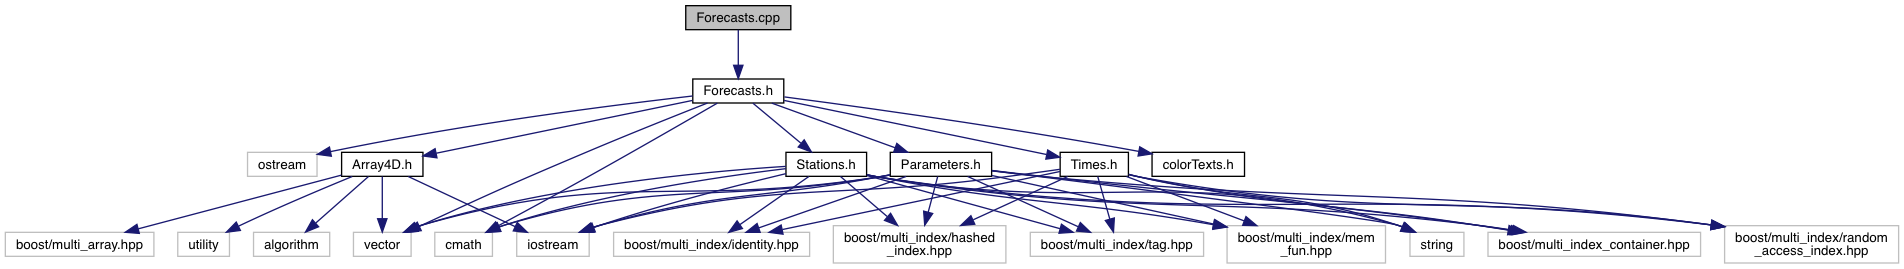 Forecasts.cpp
Forecasts.h
ostream
Array4D.h
Stations.h
Parameters.h
Times.h
colorTexts.h
boost/multi_array.hpp
utility
algorithm
vector
cmath
iostream
boost/multi_index/identity.hpp
boost/multi_index/hashed
_index.hpp
boost/multi_index/tag.hpp
boost/multi_index/mem
_fun.hpp
string
boost/multi_index_container.hpp
boost/multi_index/random
_access_index.hpp